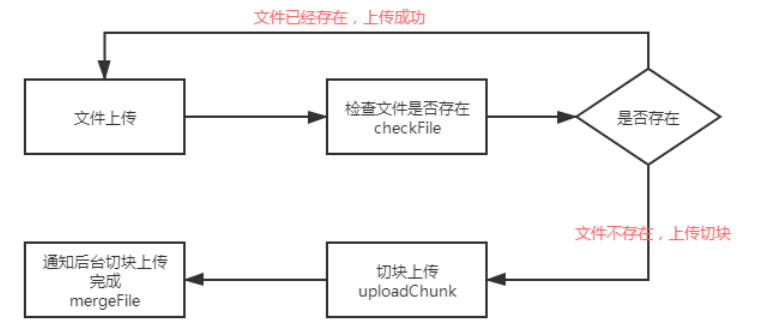 文件已经存在，上传成功
文件上传
检查文件是否存在
checkFile
是否存在
文件不存在，上传切块
通知后台切块上传
完成
mergeFile
切块上传
uploadChunk